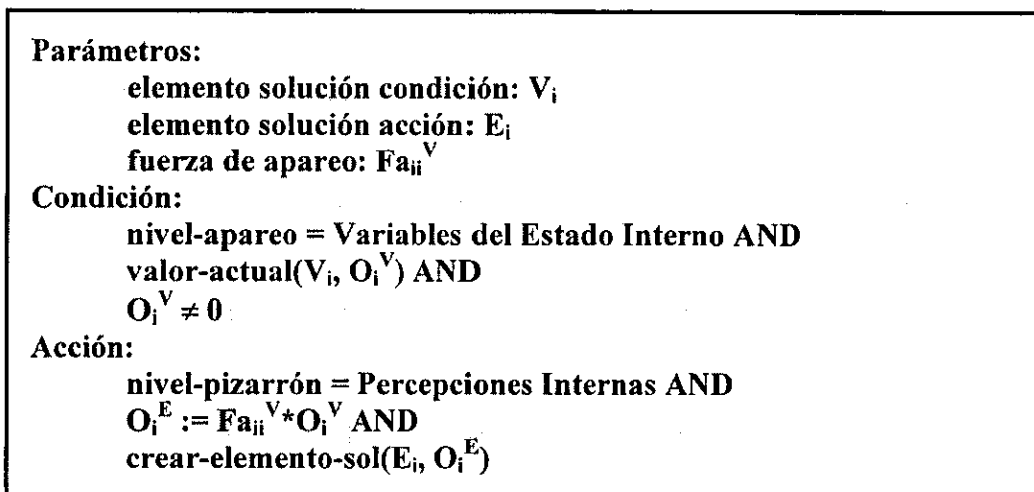 Parámetros:
elemento solución condición: Vᵢ
elemento solución acción: Eᵢ
fuerza de apareo: Faᵢᵢⱽ
Condición:
nivel-apareo = Variables del Estado Interno AND
valor-actual(Vᵢ, Oᵢⱽ) AND
Oᵢⱽ ≠ 0
Acción:
nivel-pizarrón = Percepciones Internas AND
Oᵢᴱ := Faᵢᵢⱽ*Oᵢⱽ AND
crear-elemento-sol(Eᵢ, Oᵢᴱ)